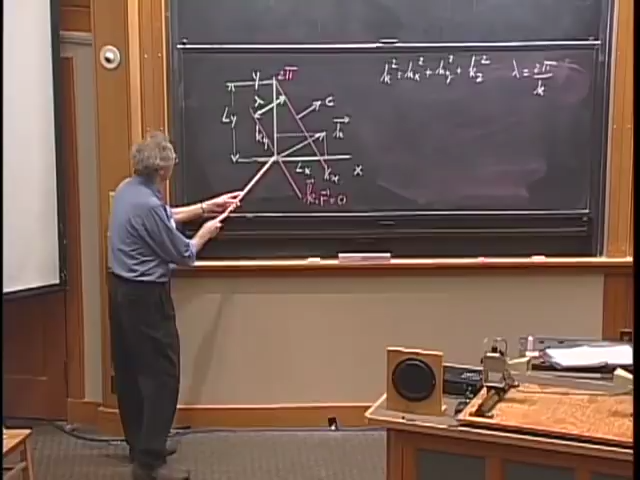 k² = kx² + ky² + kz²   λ = 2π/k
y 2π
Ly λ c
ky k⃗
Lx kx x
k⃗·r⃗=0